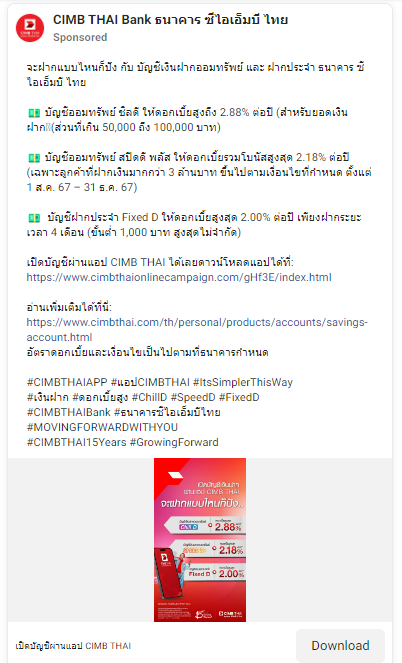 CIMB THAI Bank ธนาคาร ซีไอเอ็มบี ไทย
Sponsored
จะฝากแบบไหนก็ปัง กับ บัญชีเงินฝากออมทรัพย์ และ ฝากประจำ ธนาคาร ซี
ไอเอ็มบี ไทย
💵 บัญชีออมทรัพย์ ชิลดี ให้ดอกเบี้ยสูงถึง 2.88% ต่อปี (สำหรับยอดเงิน
ฝาก(ส่วนที่เกิน 50,000 ถึง 100,000 บาท)
💵 บัญชีออมทรัพย์ สปีดดี พลัส ให้ดอกเบี้ยรวมโบนัสสูงสุด 2.18% ต่อปี
(เฉพาะลูกค้าที่ฝากเงินมากกว่า 3 ล้านบาท ขึ้นไปตามเงื่อนไขที่กำหนด ตั้งแต่
1 ส.ค. 67 – 31 ธ.ค. 67)
💵 บัญชีฝากประจำ Fixed D ให้ดอกเบี้ยสูงสุด 2.00% ต่อปี เพียงฝากระยะ
เวลา 4 เดือน (ขั้นต่ำ 1,000 บาท สูงสุดไม่จำกัด)
เปิดบัญชีผ่านแอป CIMB THAI ได้เลยดาวน์โหลดแอปได้ที่:
https://www.cimbthaionlinecampaign.com/gHf3E/index.html
อ่านเพิ่มเติมได้ที่นี่:
https://www.cimbthai.com/th/personal/products/accounts/savings-
account.html
อัตราดอกเบี้ยและเงื่อนไขเป็นไปตามที่ธนาคารกำหนด
#CIMBTHAIAPP #แอปCIMBTHAI #ItsSimplerThisWay
#เงินฝาก #ดอกเบี้ยสูง #ChillD #SpeedD #FixedD
#CIMBTHAIBank #ธนาคารซีไอเอ็มบีไทย
#MOVINGFORWARDWITHYOU
#CIMBTHAI15Years #GrowingForward
เปิดบัญชีเงินฝาก
ผ่านแอป CIMB THAI
จะฝากแบบไหนก็ปัง..
2.88%
2.18%
Fixed D
2.00%
CIMB THAI
เปิดบัญชีผ่านแอป CIMB THAI
Download